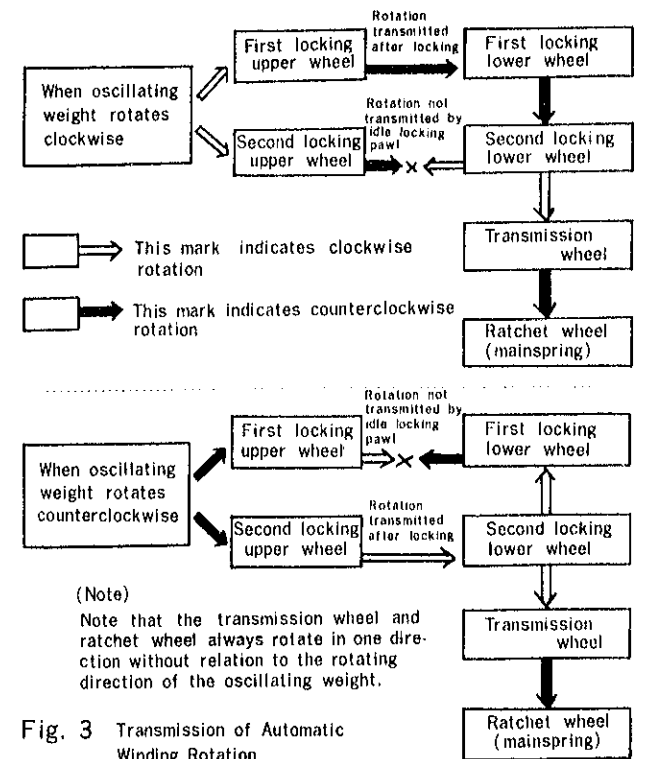 Rotation
transmitted
after locking
First locking
upper wheel
First locking
lower wheel
When oscillating
weight rotates
clockwise
Rotation not
transmitted by
idle locking
pawl
Second locking
upper wheel
Second locking
lower wheel
This mark indicates clockwise
rotation
Transmission
wheel
This mark indicates counterclockwise
rotation
Ratchet wheel
(mainspring)
Rotation not
transmitted by
idle locking
pawl
First locking
upper wheel
First locking
lower wheel
When oscillating
weight rotates
counterclockwise
Rotation
transmitted
after locking
Second locking
upper wheel
Second locking
lower wheel
(Note)
Note that the transmission wheel and
ratchet wheel always rotate in one dire-
ction without relation to the rotating
direction of the oscillating weight.
Transmission
wheel
Ratchet wheel
(mainspring)
Fig. 3 Transmission of Automatic
Winding Rotation